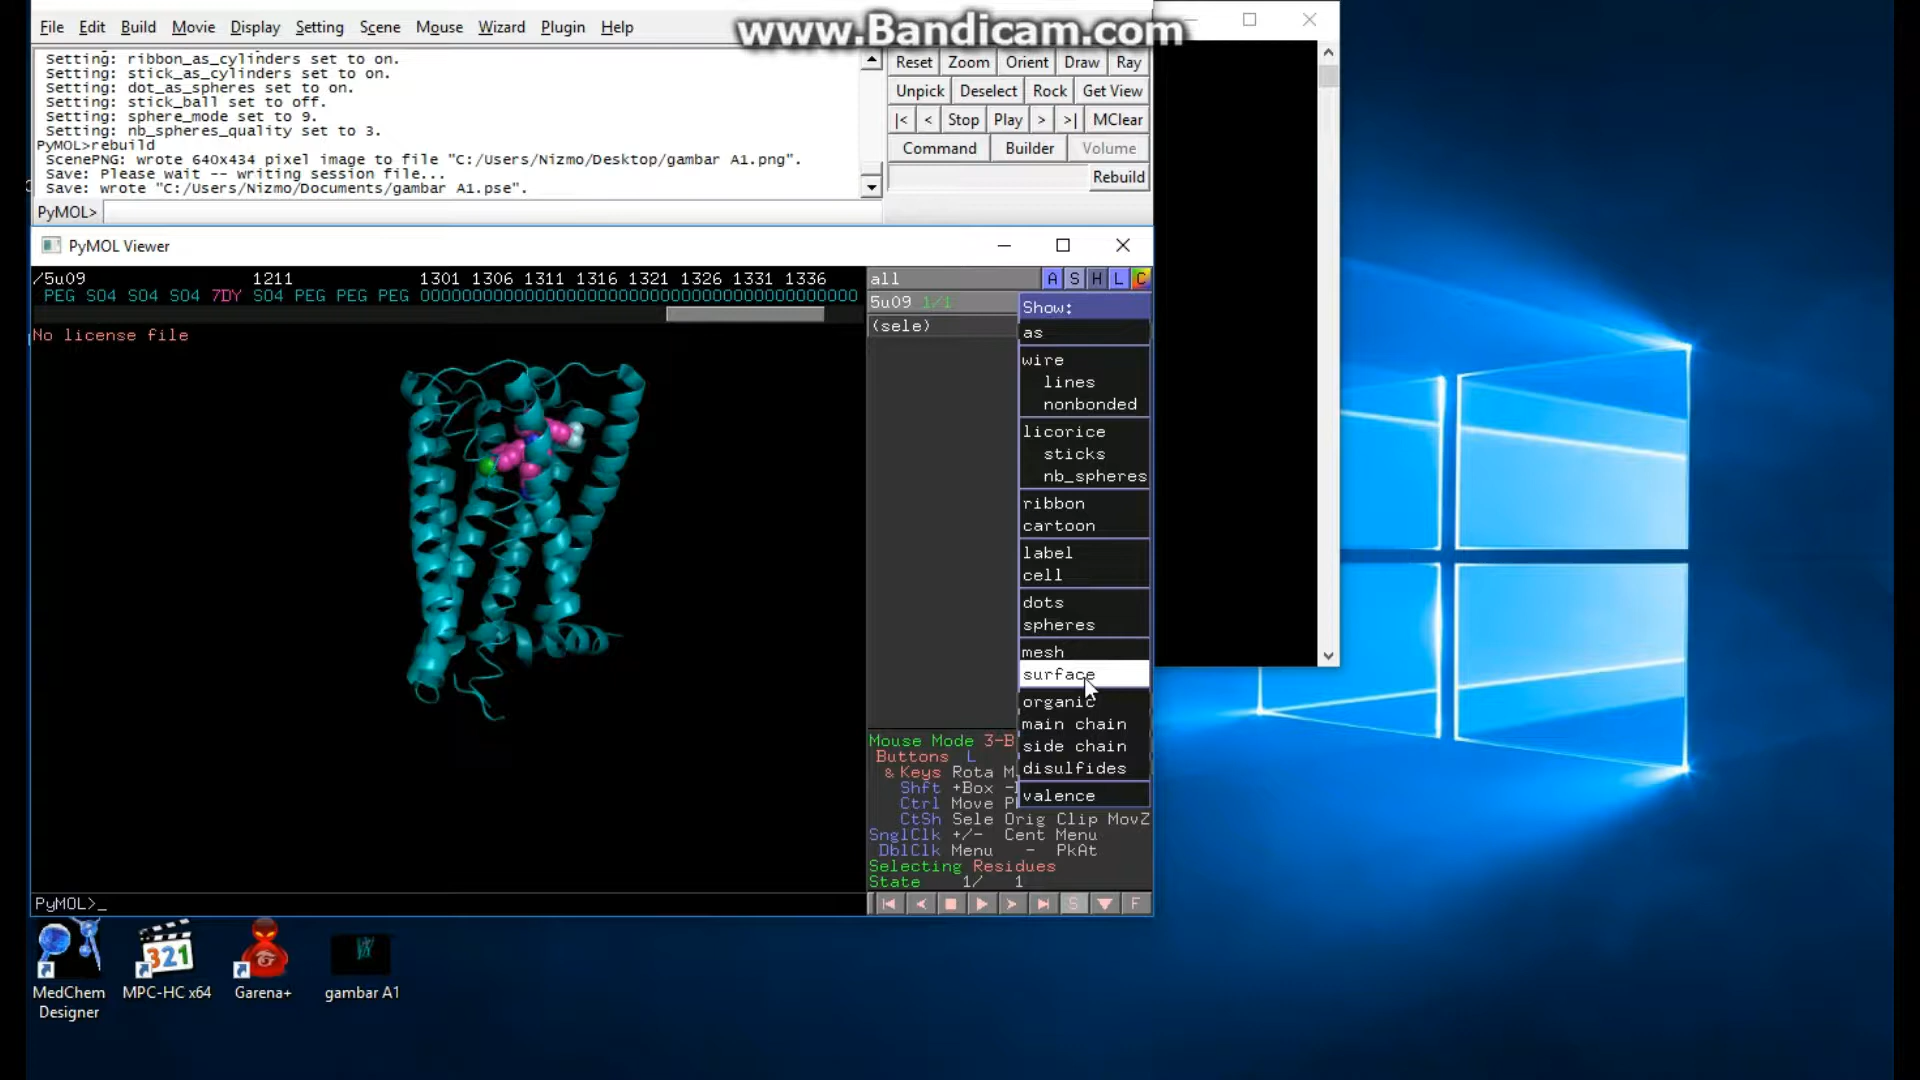 www.Bandicam.com
File Edit Build Movie Display Setting Scene Mouse Wizard Plugin Help
Setting: ribbon_as_cylinders set to on.
Setting: stick_as_cylinders set to on.
Setting: dot_as_spheres set to on.
Setting: stick_ball set to off.
Setting: sphere_mode set to 9.
Setting: nb_spheres_quality set to 3.
PyMOL>rebuild
ScenePNG: wrote 640x434 pixel image to file "C:/Users/Nizmo/Desktop/gambar A1.png".
Save: Please wait -- writing session file...
Save: wrote "C:/Users/Nizmo/Documents/gambar A1.pse".
PyMOL>
Reset Zoom Orient Draw Ray
Unpick Deselect Rock Get View
|< < Stop Play > >| MClear
Command Builder Volume
Rebuild
PyMOL Viewer
/5u09 1211 1301 1306 1311 1316 1321 1326 1331 1336
PEG SO4 SO4 SO4 7DY SO4 PEG PEG PEG OOOOOOOOOOOOOOOOOOOOOOOOOOOOOOOOOOOOOOOO
No license file
all A S H L C
5u09 1/1
(sele)
Show:
as
wire
lines
nonbonded
licorice
sticks
nb_spheres
ribbon
cartoon
label
cell
dots
spheres
mesh
surface
organic
main chain
side chain
disulfides
valence
Mouse Mode 3-B
Buttons L
& Keys Rota M
Shft +Box -
Ctrl Move P
CtSh Sele Orig Clip MovZ
SnglClk +/- Cent Menu
DblClk Menu - PkAt
Selecting Residues
State 1/ 1
S F
PyMOL>_
MedChem
Designer
MPC-HC x64
Garena+
gambar A1
321